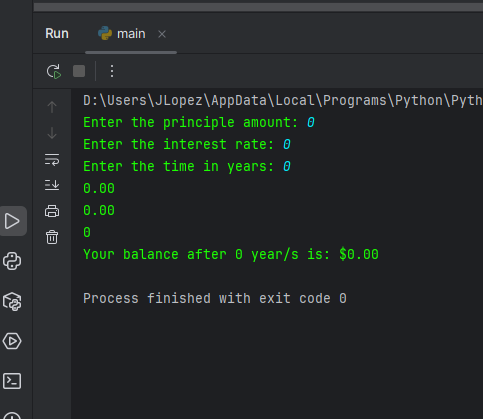 Run main
D:\Users\JLopez\AppData\Local\Programs\Python\Pyth
Enter the principle amount: 0
Enter the interest rate: 0
Enter the time in years: 0
0.00
0.00
0
Your balance after 0 year/s is: $0.00
Process finished with exit code 0